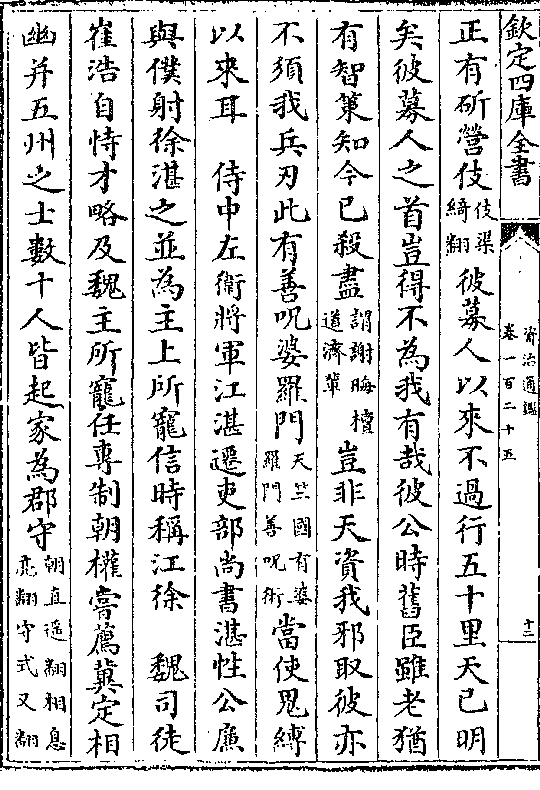 欽定四庫全書
資治通鑑
卷一百二十五
十二
正有斫營伎伎渠綺翻彼募人以來不過行五十里天已明
矣彼募人之首豈得不為我有哉彼公時舊臣雖老猶
有智策知今已殺盡謂謝晦檀道濟輩豈非天資我邪取彼亦
不須我兵刃此有善呪婆羅門天竺國有婆羅門善呪術當使鬼縛
以來耳　侍中左衞將軍江湛遷吏部尚書湛性公廉
與僕射徐湛之並為主上所寵信時稱江徐　魏司徒
崔浩自恃才略及魏主所寵任專制朝權嘗薦冀定相
幽并五州之士數十人皆起家為郡守朝直遥翻相息亮翻守式又翻